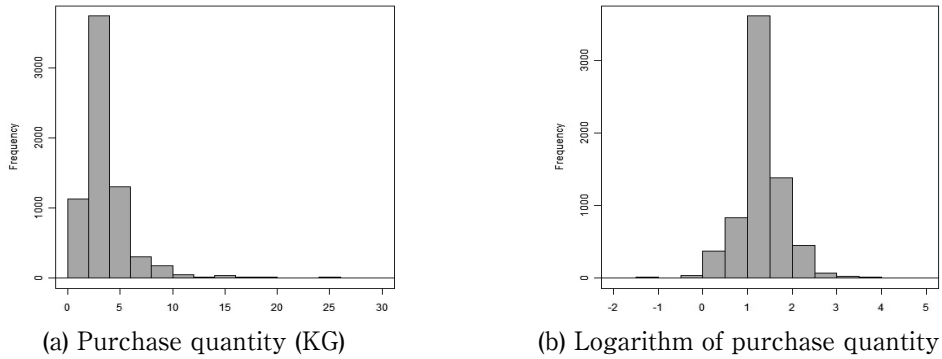 Frequency
3000
2000
1000
0
0 5 10 15 20 25 30
(a) Purchase quantity (KG)
Frequency
3000
2000
1000
0
-2 -1 0 1 2 3 4 5
(b) Logarithm of purchase quantity